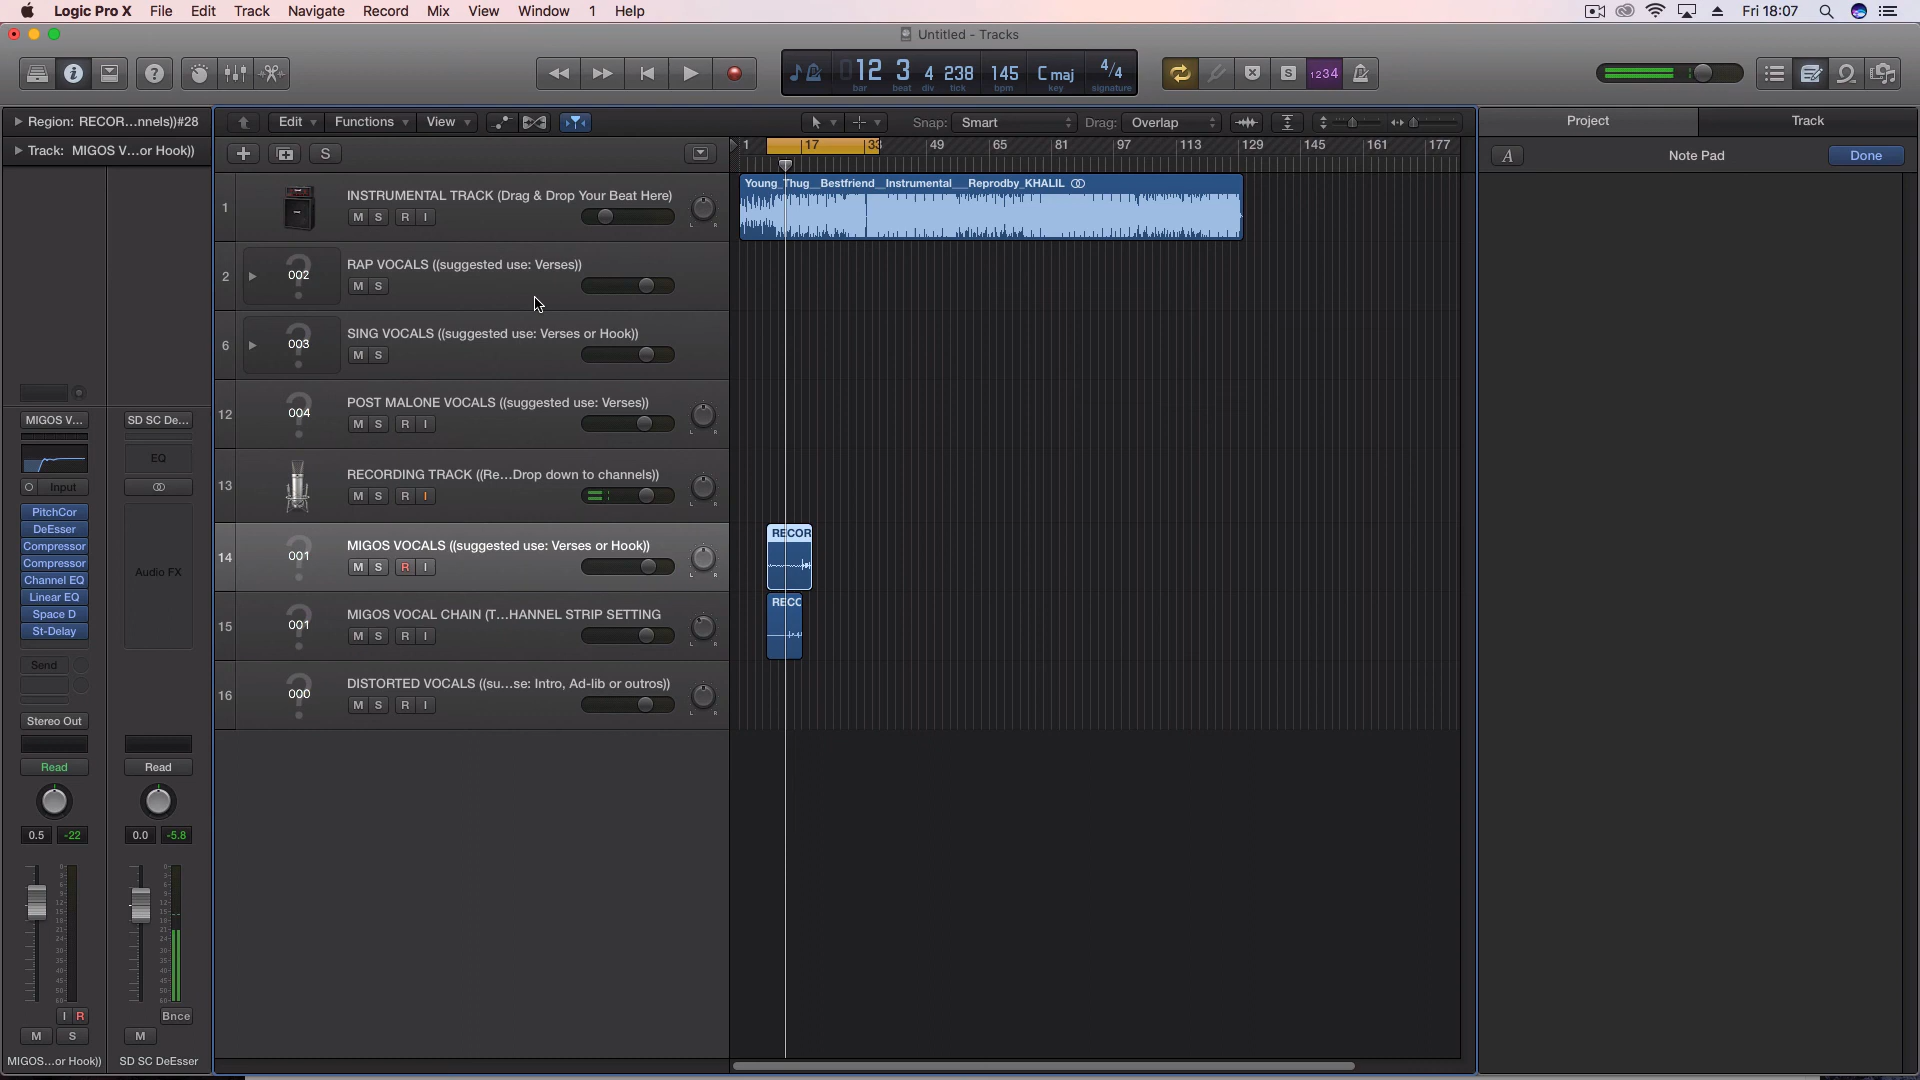 Logic Pro X File Edit Track Navigate Record Mix View Window 1 Help
Fri 18:07
Untitled - Tracks
12 3 4 238 145 C maj 4/4
bar beat div tick bpm key signature
S
1234
Region: RECOR...nnels))#28
Track: MIGOS V...or Hook))
Edit Functions View
Snap: Smart Drag: Overlap
Project Track
S
1 17 33 49 65 81 97 113 129 145 161 177
A Note Pad Done
1
INSTRUMENTAL TRACK (Drag & Drop Your Beat Here)
M S R I
L R
Young_Thug__Bestfriend__Instrumental___Reprodby_KHALIL
2
002
RAP VOCALS ((suggested use: Verses))
M S
6
003
SING VOCALS ((suggested use: Verses or Hook))
M S
12
004
POST MALONE VOCALS ((suggested use: Verses))
M S R I
L R
13
RECORDING TRACK ((Re...Drop down to channels))
M S R I
L R
14
001
MIGOS VOCALS ((suggested use: Verses or Hook))
M S R I
L R
RECOR
15
001
MIGOS VOCAL CHAIN (T...HANNEL STRIP SETTING
M S R I
L R
RECO
16
000
DISTORTED VOCALS ((su...se: Intro, Ad-lib or outros))
M S R I
L R
MIGOS V...
Input
PitchCor
DeEsser
Compressor
Compressor
Channel EQ
Linear EQ
Space D
St-Delay
Send
Stereo Out
Read
0.5 -22
I R
M S
MIGOS...or Hook))
SD SC De...
EQ
Audio FX
Read
0.0 -5.8
Bnce
M
SD SC DeEsser